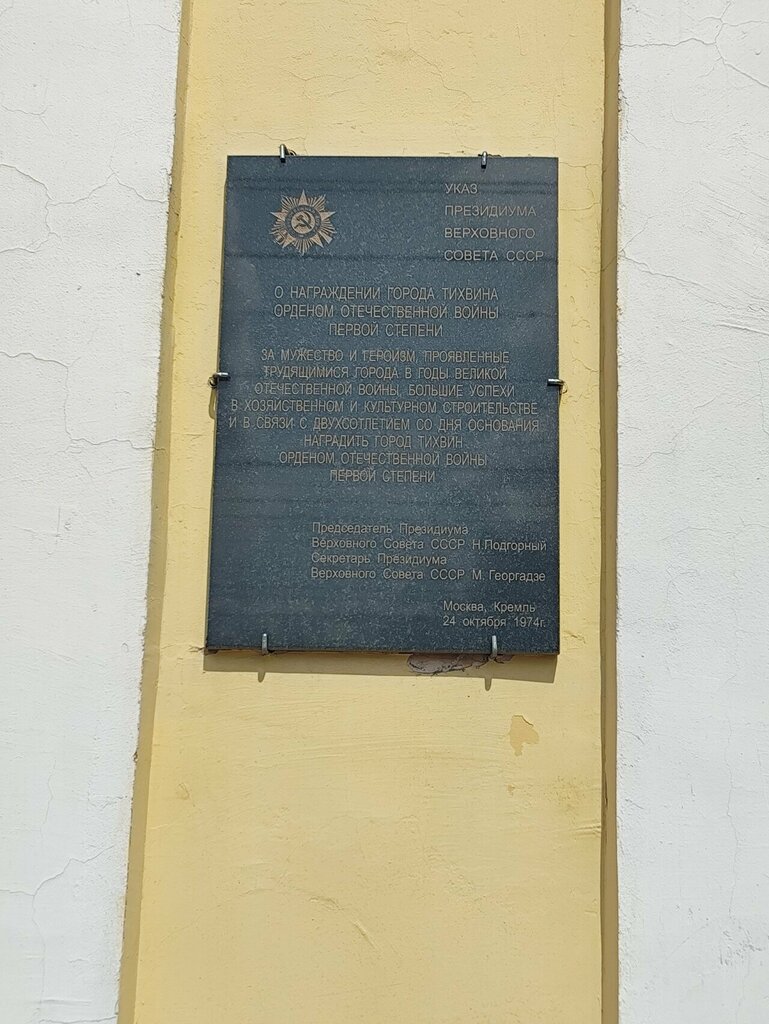 УКАЗ
ПРЕЗИДИУМА
ВЕРХОВНОГО
СОВЕТА СССР
О НАГРАЖДЕНИИ ГОРОДА ТИХВИНА
ОРДЕНОМ ОТЕЧЕСТВЕННОЙ ВОЙНЫ
ПЕРВОЙ СТЕПЕНИ
ЗА МУЖЕСТВО И ГЕРОИЗМ, ПРОЯВЛЕННЫЕ
ТРУДЯЩИМИСЯ ГОРОДА В ГОДЫ ВЕЛИКОЙ
ОТЕЧЕСТВЕННОЙ ВОЙНЫ, БОЛЬШИЕ УСПЕХИ
В ХОЗЯЙСТВЕННОМ И КУЛЬТУРНОМ СТРОИТЕЛЬСТВЕ
И В СВЯЗИ С ДВУХСОТЛЕТИЕМ СО ДНЯ ОСНОВАНИЯ
НАГРАДИТЬ ГОРОД ТИХВИН
ОРДЕНОМ ОТЕЧЕСТВЕННОЙ ВОЙНЫ
ПЕРВОЙ СТЕПЕНИ
Председатель Президиума
Верховного Совета СССР Н.Подгорный
Секретарь Президиума
Верховного Совета СССР М. Георгадзе
Москва, Кремль
24 октября 1974г.